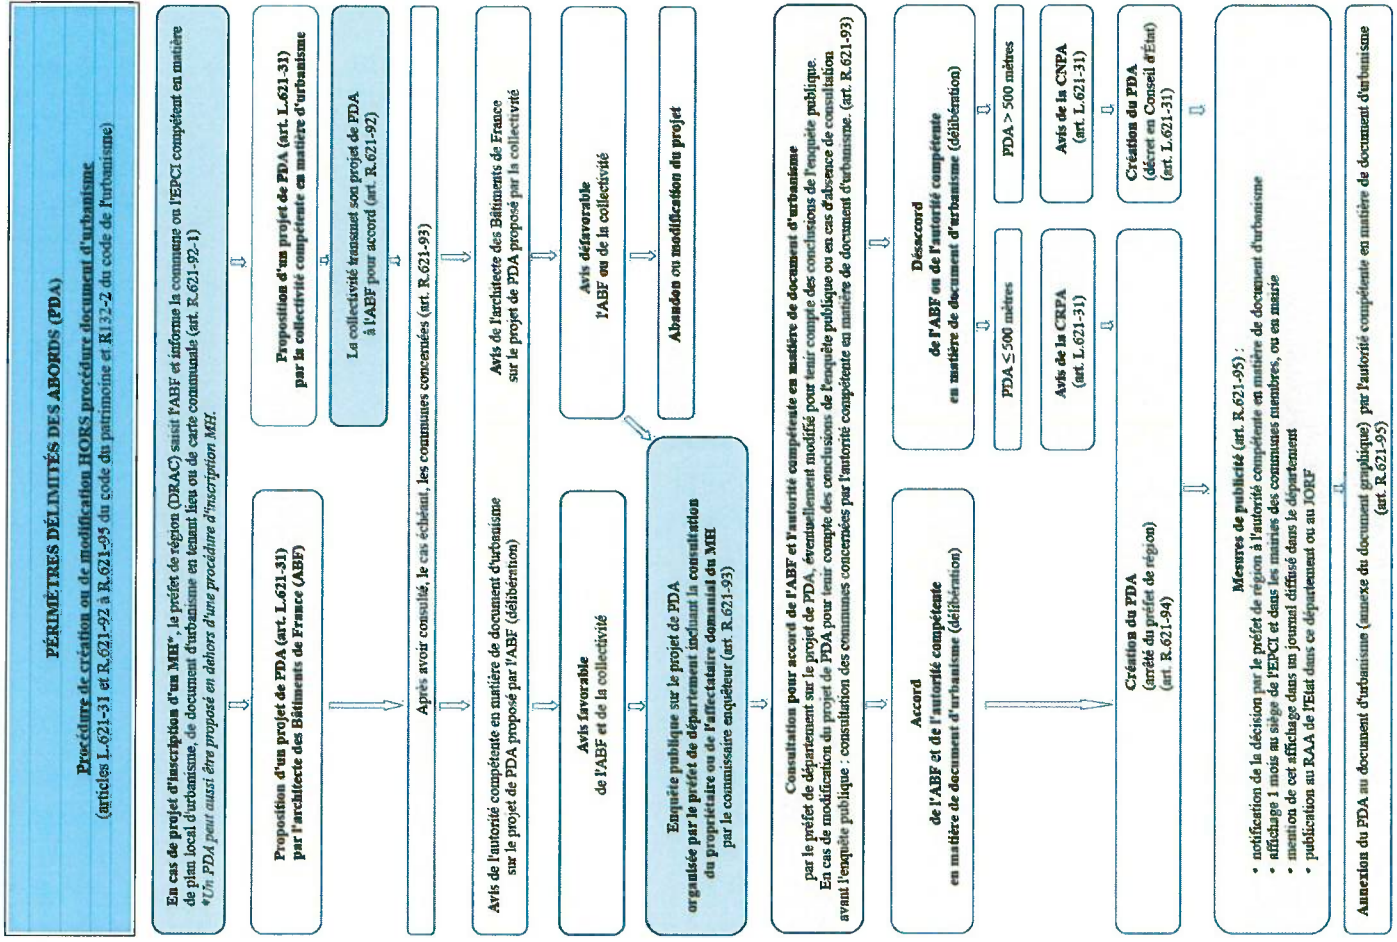 PÉRIMÈTRES DÉLIMITÉS DES ABORDS (PDA)
Procédure de création ou de modification HORS procédure document d'urbanisme
(articles L.621-31 et R.621-92 à R.621-95 du code du patrimoine et R132-2 du code de l'urbanisme)
En cas de projet d'inscription d'un MH*, le préfet de région (DRAC) saisit l'ABF et informe la commune ou l'EPCI compétent en matière
de plan local d'urbanisme, de document d'urbanisme en tenant lieu ou de carte communale (art. R.621-92-1)
*Un PDA peut aussi être proposé en dehors d'une procédure d'inscription MH.
Proposition d'un projet de PDA (art. L.621-31)
par l'architecte des Bâtiments de France (ABF)
Proposition d'un projet de PDA (art. L.621-31)
par la collectivité compétente en matière d'urbanisme
La collectivité transmet son projet de PDA
à l'ABF pour accord (art. R.621-92)
Après avoir consulté, le cas échéant, les communes concernées (art. R.621-93)
Avis de l'autorité compétente en matière de document d'urbanisme
sur le projet de PDA proposé par l'ABF (délibération)
Avis de l'architecte des Bâtiments de France
sur le projet de PDA proposé par la collectivité
Avis favorable
de l'ABF et de la collectivité
Avis défavorable
l'ABF ou de la collectivité
Enquête publique sur le projet de PDA
organisée par le préfet de département incluant la consultation
du propriétaire ou de l'affectataire domanial du MH
par le commissaire enquêteur (art. R.621-93)
Abandon ou modification du projet
Consultation pour accord de l'ABF et l'autorité compétente en matière de document d'urbanisme
par le préfet de département sur le projet de PDA, éventuellement modifié pour tenir compte des conclusions de l'enquête publique.
En cas de modification du projet de PDA pour tenir compte des conclusions de l'enquête publique ou en cas d'absence de consultation
avant l'enquête publique : consultation des communes concernées par l'autorité compétente en matière de document d'urbanisme. (art. R.621-93)
Accord
de l'ABF et de l'autorité compétente
en matière de document d'urbanisme (délibération)
Désaccord
de l'ABF ou de l'autorité compétente
en matière de document d'urbanisme (délibération)
PDA ≤ 500 mètres
PDA > 500 mètres
Avis de la CRPA
(art. L.621-31)
Avis de la CNPA
(art. L.621-31)
Création du PDA
(arrêté du préfet de région)
(art. R.621-94)
Création du PDA
(décret en Conseil d'État)
(art. L.621-31)
Mesures de publicité (art. R.621-95) :
• notification de la décision par le préfet de région à l'autorité compétente en matière de document d'urbanisme
• affichage 1 mois au siège de l'EPCI et dans les mairies des communes membres, ou en mairie
• mention de cet affichage dans un journal diffusé dans le département
• publication au RAA de l'Etat dans ce département ou au JORF
Annexion du PDA au document d'urbanisme (annexe du document graphique) par l'autorité compétente en matière de document d'urbanisme
(art. R.621-95)